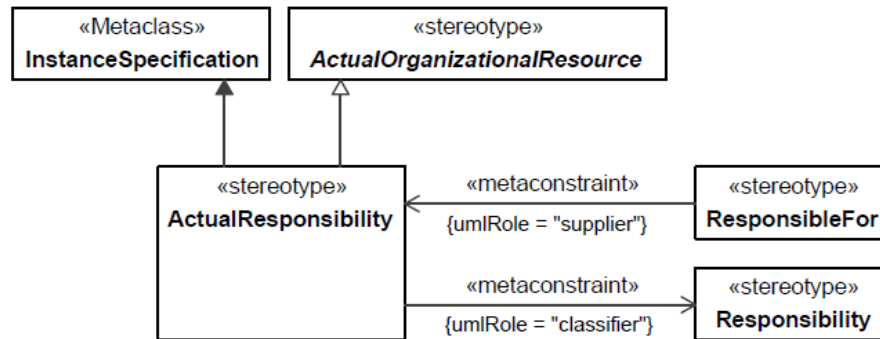 «Metaclass»
InstanceSpecification
«stereotype»
ActualOrganizationalResource
«stereotype»
ActualResponsibility
«metaconstraint»
{umlRole = "supplier"}
«stereotype»
ResponsibleFor
«metaconstraint»
{umlRole = "classifier"}
«stereotype»
Responsibility